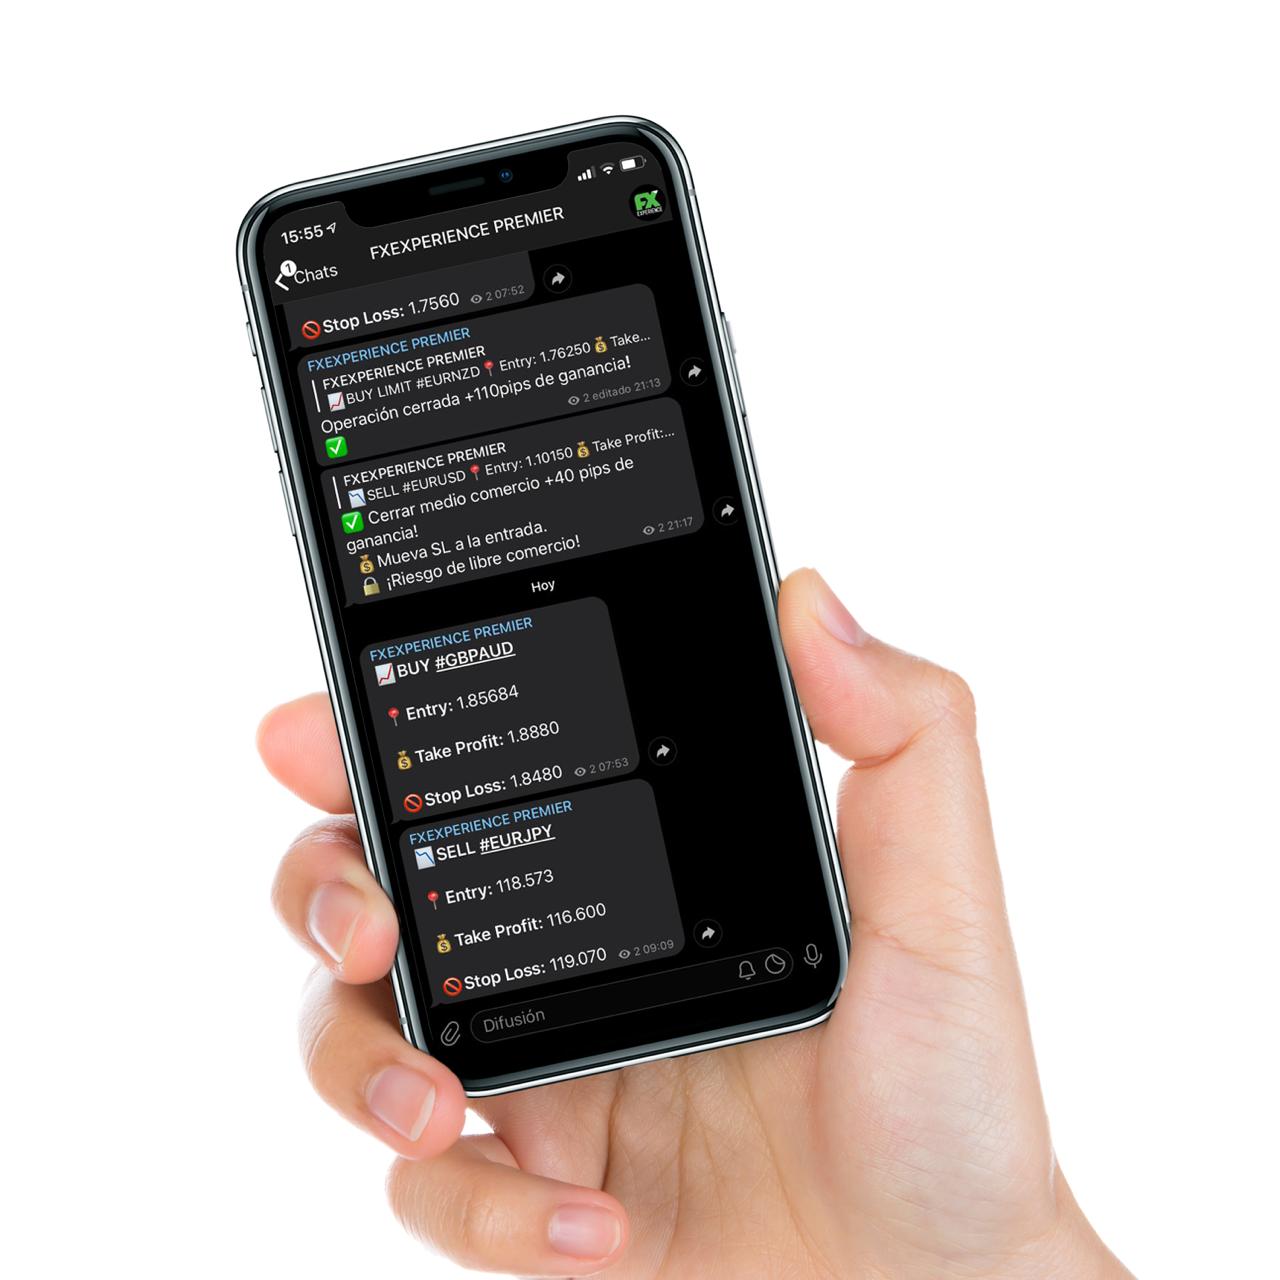 15:55
FXEXPERIENCE PREMIER
FX
EXPERIENCE
1
Chats
🚫Stop Loss: 1.7560 2 07:52
FXEXPERIENCE PREMIER
FXEXPERIENCE PREMIER
📈BUY LIMIT #EURNZD📍Entry: 1.76250💰Take...
Operación cerrada +110pips de ganancia!
✅ 2 editado 21:13
FXEXPERIENCE PREMIER
📉SELL #EURUSD📍Entry: 1.10150💰Take Profit:...
✅ Cerrar medio comercio +40 pips de
ganancia!
💰Mueva SL a la entrada.
🔒 ¡Riesgo de libre comercio! 2 21:17
Hoy
FXEXPERIENCE PREMIER
📈BUY #GBPAUD
📍Entry: 1.85684
💰Take Profit: 1.8880
🚫Stop Loss: 1.8480 2 07:53
FXEXPERIENCE PREMIER
📉SELL #EURJPY
📍Entry: 118.573
💰Take Profit: 116.600
🚫Stop Loss: 119.070 2 09:09
Difusión